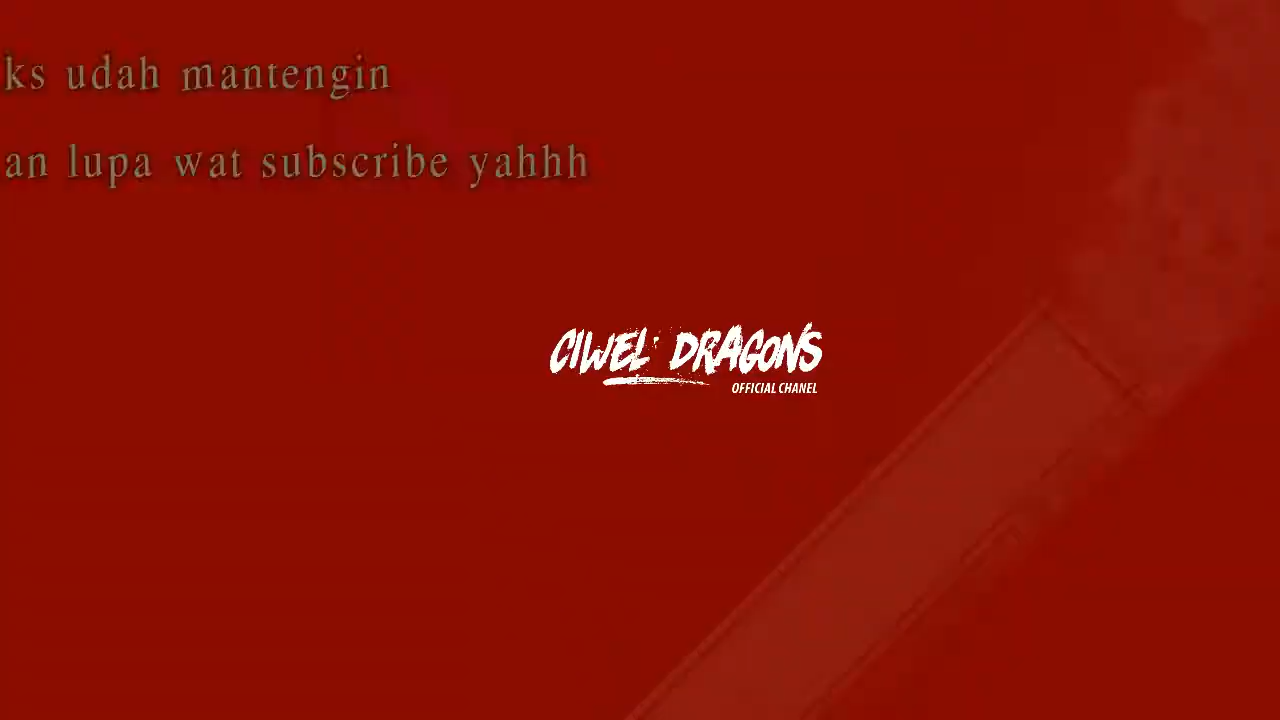 ks udah mantengin
an lupa wat subscribe yahhh
CIWEL DRAGONS
OFFICIAL CHANEL